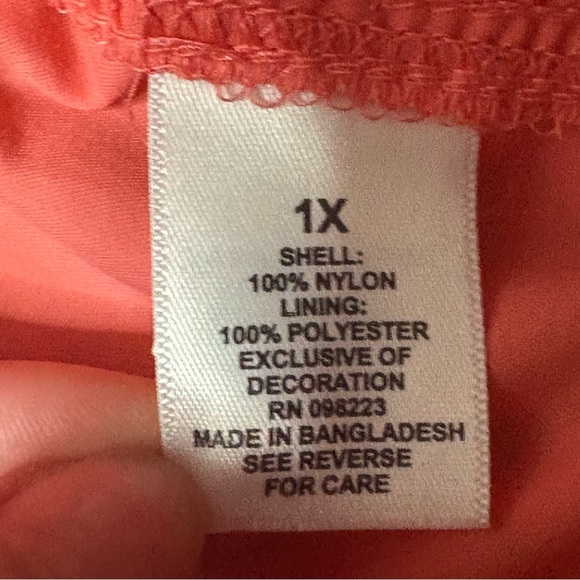 1X
SHELL:
100% NYLON
LINING:
100% POLYESTER
EXCLUSIVE OF
DECORATION
RN 098223
MADE IN BANGLADESH
SEE REVERSE
FOR CARE